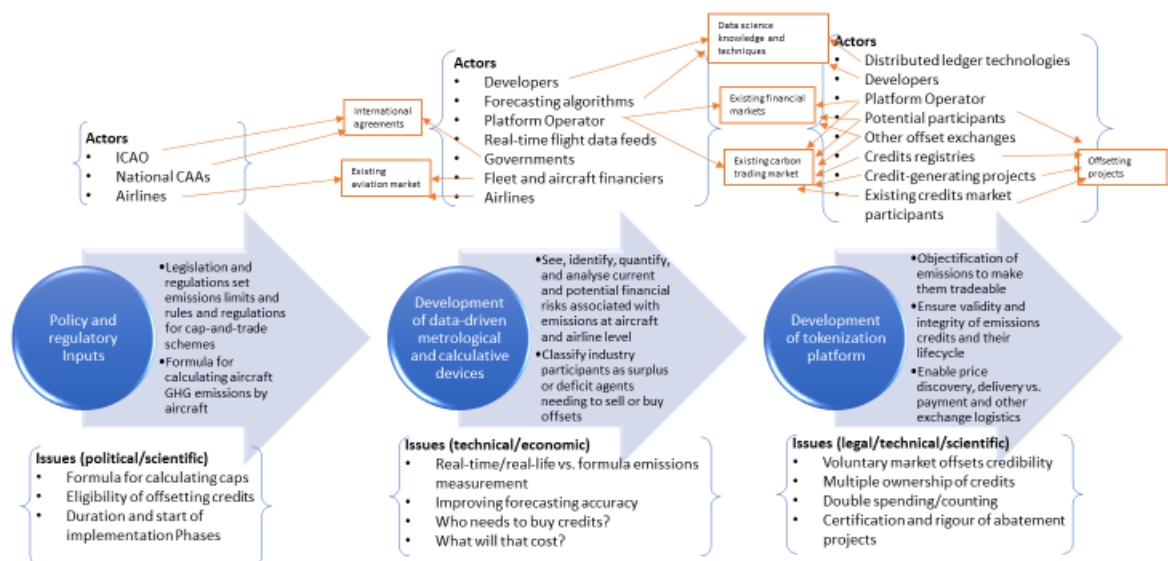 Data science
knowledge and
techniques
Actors
• Distributed ledger technologies
• Developers
• Platform Operator
• Potential participants
• Other offset exchanges
• Credits registries
• Credit-generating projects
• Existing credits market
participants
Actors
• Developers
• Forecasting algorithms
• Platform Operator
• Real-time flight data feeds
• Governments
• Fleet and aircraft financiers
• Airlines
Existing financial
markets
Existing carbon
trading market
Offsetting
projects
International
agreements
Existing
aviation market
Actors
• ICAO
• National CAAs
• Airlines
Policy and
regulatory
Inputs
•Legislation and
regulations set
emissions limits and
rules and regulations
for cap-and-trade
schemes
•Formula for
calculating aircraft
GHG emissions by
aircraft
Development
of data-driven
metrological
and calculative
devices
•See, identify, quantify,
and analyse current
and potential financial
risks associated with
emissions at aircraft
and airline level
•Classify industry
participants as surplus
or deficit agents
needing to sell or buy
offsets
Development
of tokenization
platform
•Objectification of
emissions to make
them tradeable
•Ensure validity and
integrity of emissions
credits and their
lifecycle
•Enable price
discovery, delivery vs.
payment and other
exchange logistics
Issues (political/scientific)
• Formula for calculating caps
• Eligibility of offsetting credits
• Duration and start of
implementation Phases
Issues (technical/economic)
• Real-time/real-life vs. formula emissions
measurement
• Improving forecasting accuracy
• Who needs to buy credits?
• What will that cost?
Issues (legal/technical/scientific)
• Voluntary market offsets credibility
• Multiple ownership of credits
• Double spending/counting
• Certification and rigour of abatement
projects